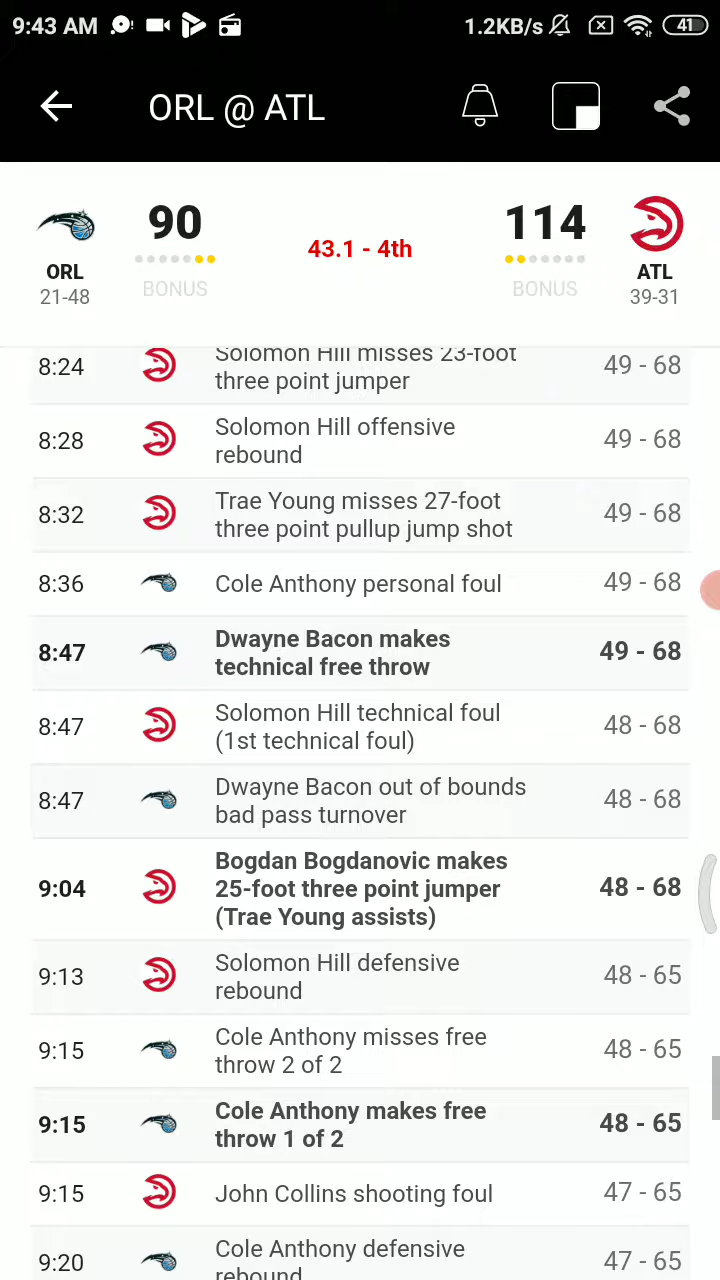 9:43 AM
1.2KB/s
41
ORL @ ATL
90
114
43.1 - 4th
ORL
21-48
BONUS
BONUS
ATL
39-31
8:24
Solomon Hill misses 23-foot
three point jumper
49 - 68
8:28
Solomon Hill offensive
rebound
49 - 68
8:32
Trae Young misses 27-foot
three point pullup jump shot
49 - 68
8:36
Cole Anthony personal foul
49 - 68
8:47
Dwayne Bacon makes
technical free throw
49 - 68
8:47
Solomon Hill technical foul
(1st technical foul)
48 - 68
8:47
Dwayne Bacon out of bounds
bad pass turnover
48 - 68
9:04
Bogdan Bogdanovic makes
25-foot three point jumper
(Trae Young assists)
48 - 68
9:13
Solomon Hill defensive
rebound
48 - 65
9:15
Cole Anthony misses free
throw 2 of 2
48 - 65
9:15
Cole Anthony makes free
throw 1 of 2
48 - 65
9:15
John Collins shooting foul
47 - 65
9:20
Cole Anthony defensive
rebound
47 - 65